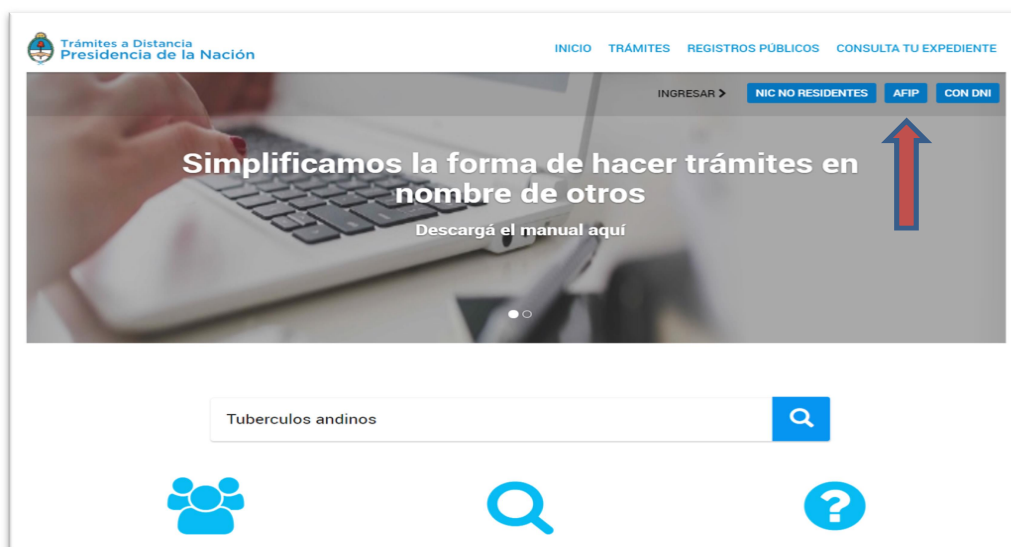 Trámites a Distancia
Presidencia de la Nación
INICIO TRÁMITES REGISTROS PÚBLICOS CONSULTA TU EXPEDIENTE
INGRESAR > NIC NO RESIDENTES AFIP CON DNI
Simplificamos la forma de hacer trámites en
nombre de otros
Descargá el manual aquí
Tuberculos andinos